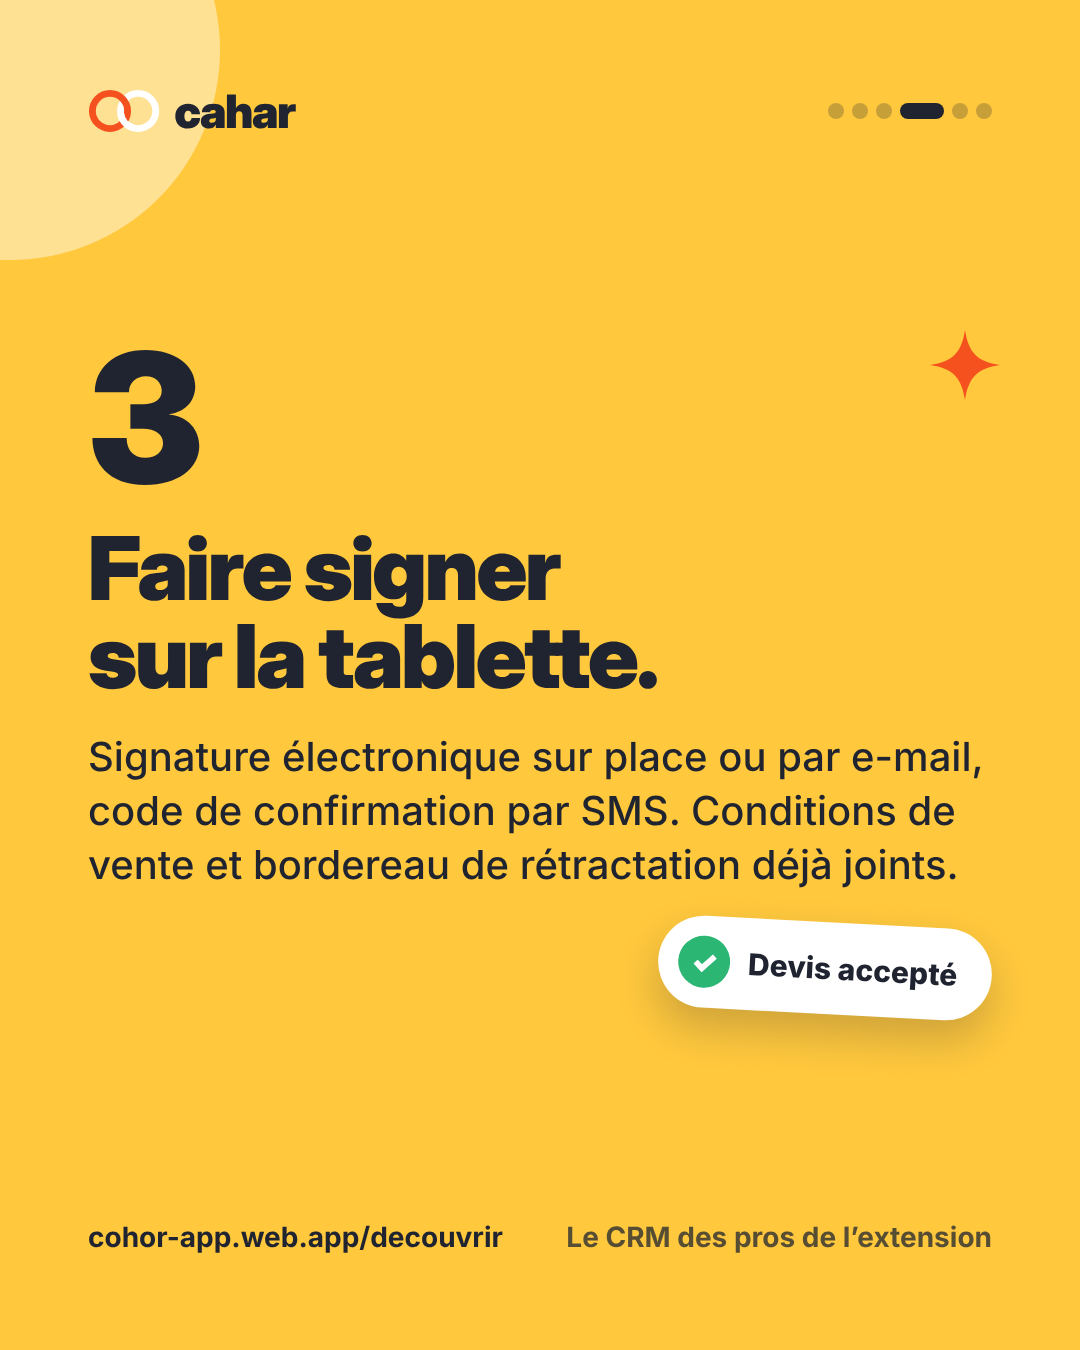 cahar
3
Faire signer
sur la tablette.
Signature électronique sur place ou par e-mail,
code de confirmation par SMS. Conditions de
vente et bordereau de rétractation déjà joints.
Devis accepté
cohor-app.web.app/decouvrir
Le CRM des pros de l’extension